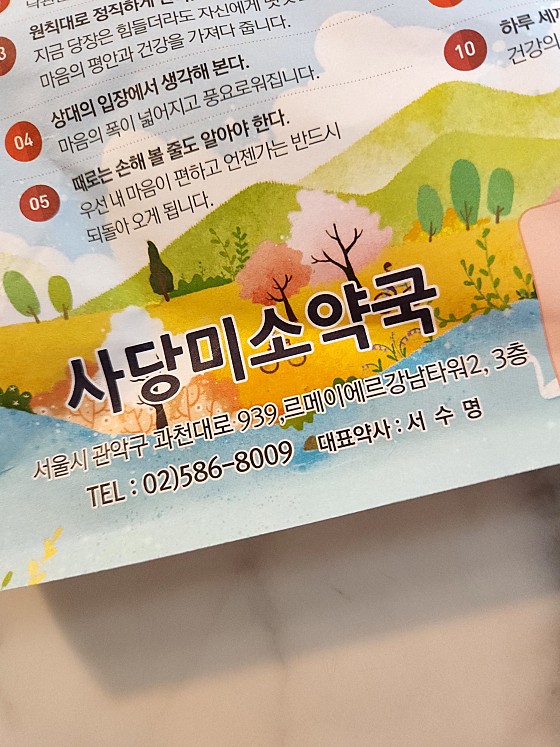 03
원칙대로 정직하게
지금 당장은 힘들더라도 자신에게
마음의 평안과 건강을 가져다 줍니다.
04
상대의 입장에서 생각해 본다.
마음의 폭이 넓어지고 풍요로워집니다.
05
때로는 손해 볼 줄도 알아야 한다.
우선 내 마음이 편하고 언젠가는 반드시
되돌아 오게 됩니다.
10
하루 세
건강의
사당미소약국
서울시 관악구 과천대로 939,르메이에르강남타워2, 3층
TEL : 02)586-8009 대표약사 : 서 수 명